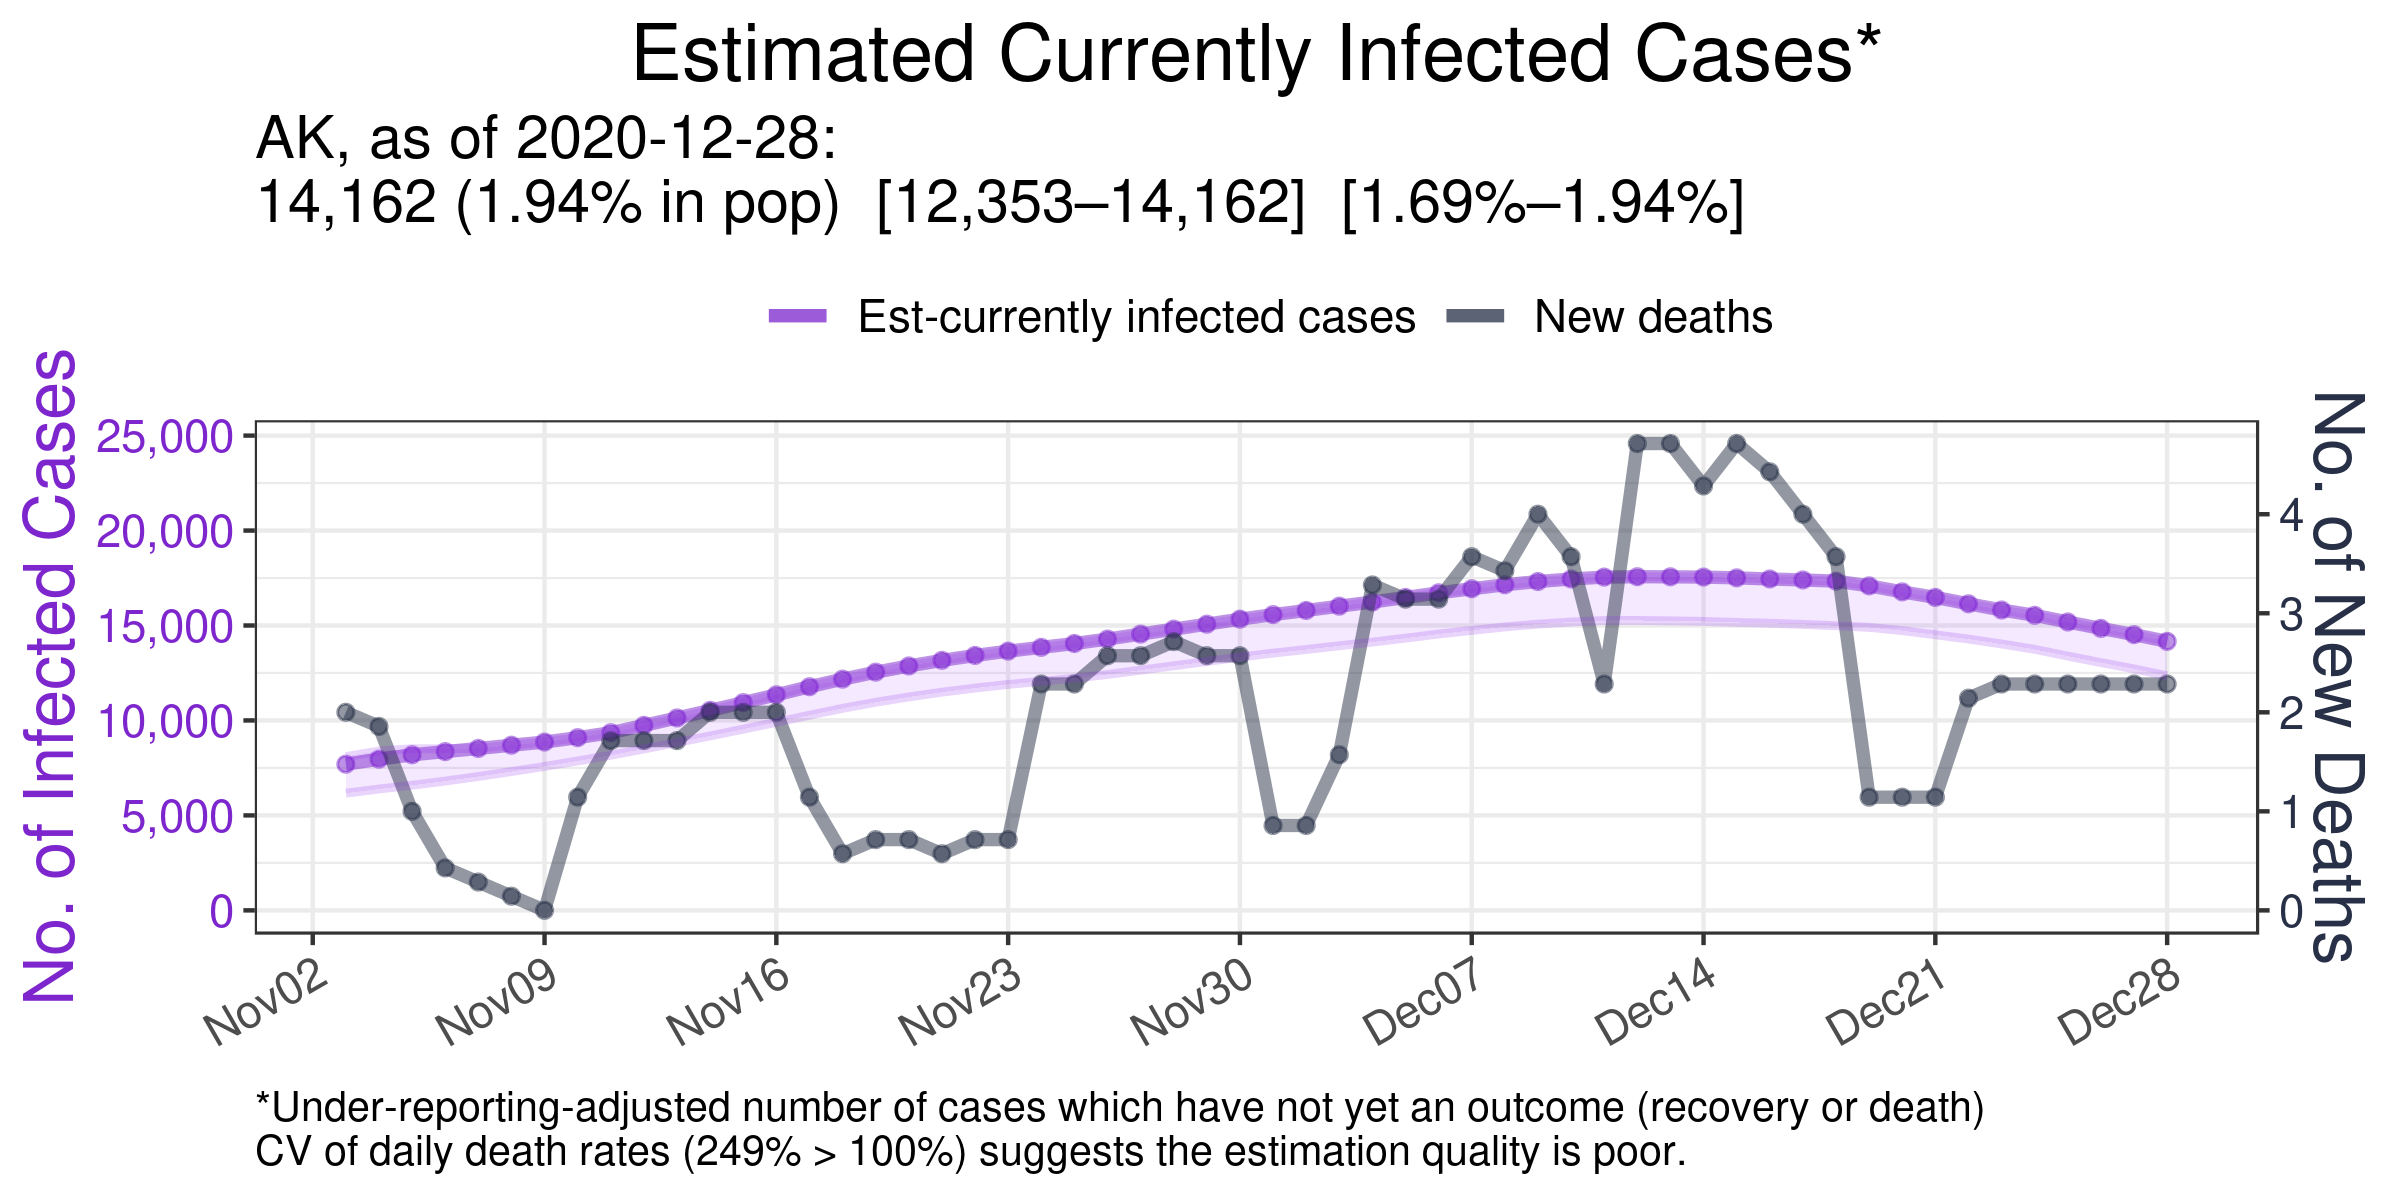 Estimated Currently Infected Cases*
AK, as of 2020-12-28:
14,162 (1.94% in pop)  [12,353–14,162]  [1.69%–1.94%]
Est-currently infected cases
New deaths
No. of Infected Cases
25,000
20,000
15,000
10,000
5,000
0
No. of New Deaths
4
3
2
1
0
Nov02
Nov09
Nov16
Nov23
Nov30
Dec07
Dec14
Dec21
Dec28
*Under-reporting-adjusted number of cases which have not yet an outcome (recovery or death)
CV of daily death rates (249% > 100%) suggests the estimation quality is poor.